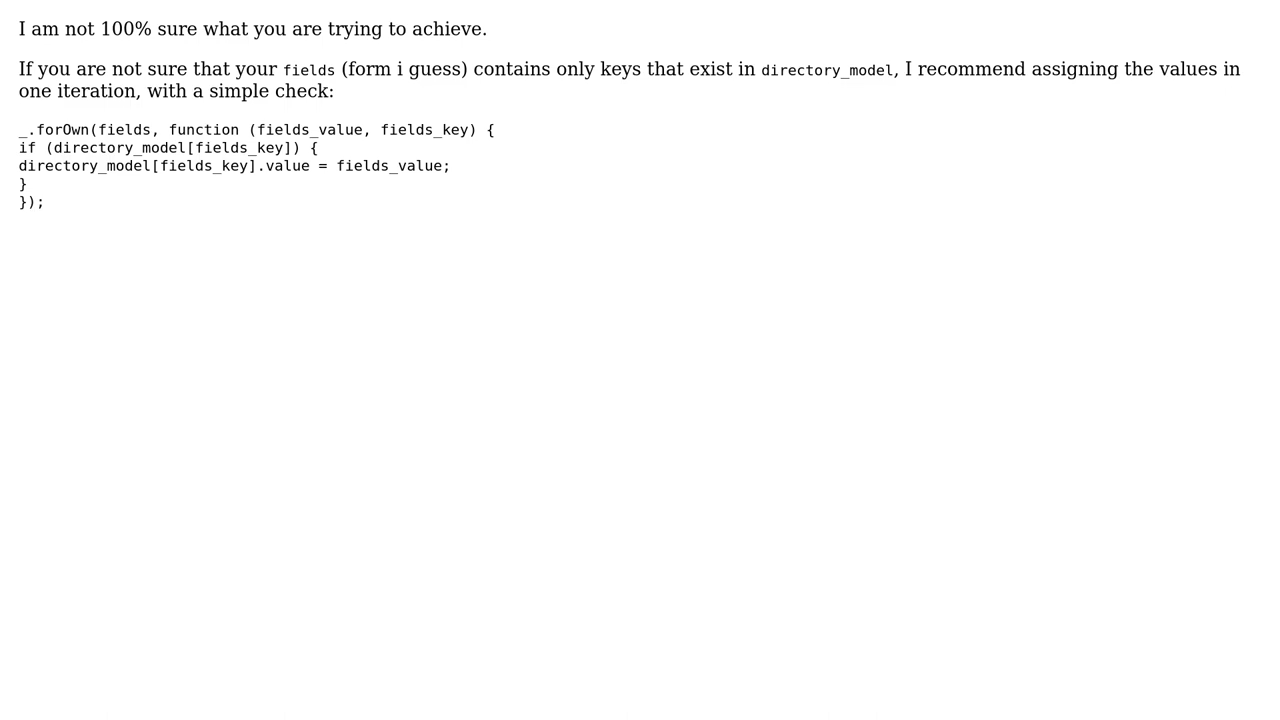 I am not 100% sure what you are trying to achieve.
If you are not sure that your fields (form i guess) contains only keys that exist in directory_model, I recommend assigning the values in
one iteration, with a simple check:
_.forOwn(fields, function (fields_value, fields_key) {
if (directory_model[fields_key]) {
directory_model[fields_key].value = fields_value;
}
});